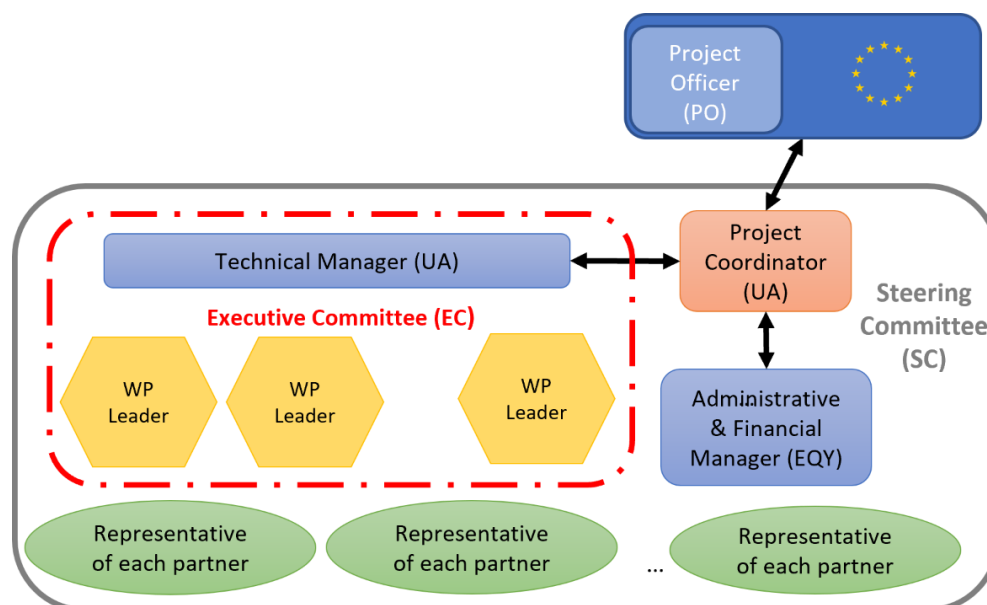 Project
Officer
(PO)
Technical Manager (UA)
Project
Coordinator
(UA)
Executive Committee (EC)
Steering
Committee
(SC)
WP
Leader
WP
Leader
WP
Leader
Administrative
& Financial
Manager (EQY)
Representative
of each partner
Representative
of each partner
...
Representative
of each partner